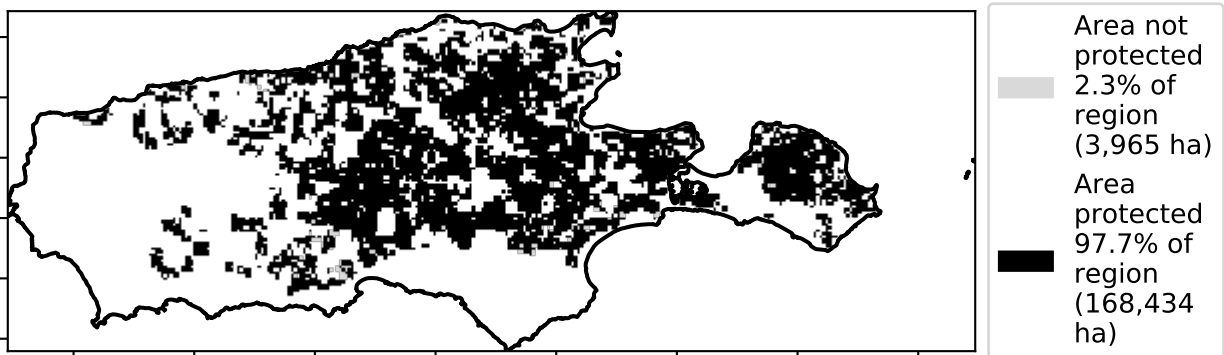 Area not
protected
2.3% of
region
(3,965 ha)
Area
protected
97.7% of
region
(168,434
ha)